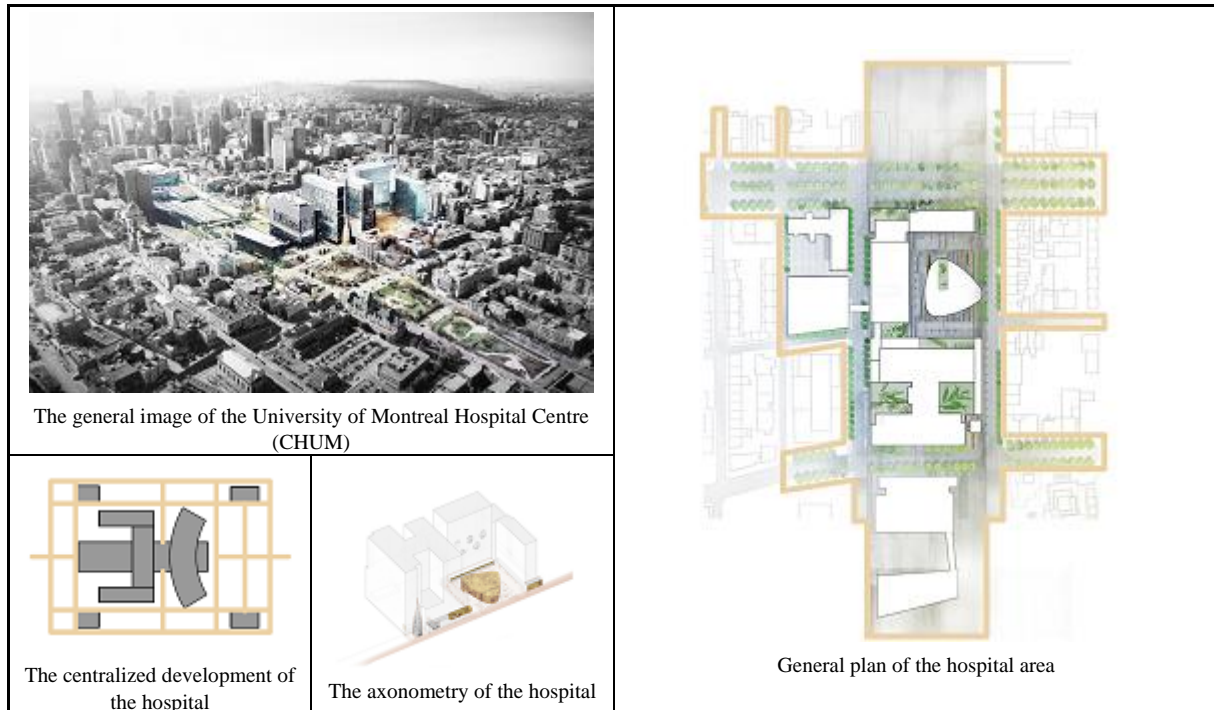 The general image of the University of Montreal Hospital Centre
(CHUM)
The centralized development of
the hospital
The axonometry of the hospital
General plan of the hospital area